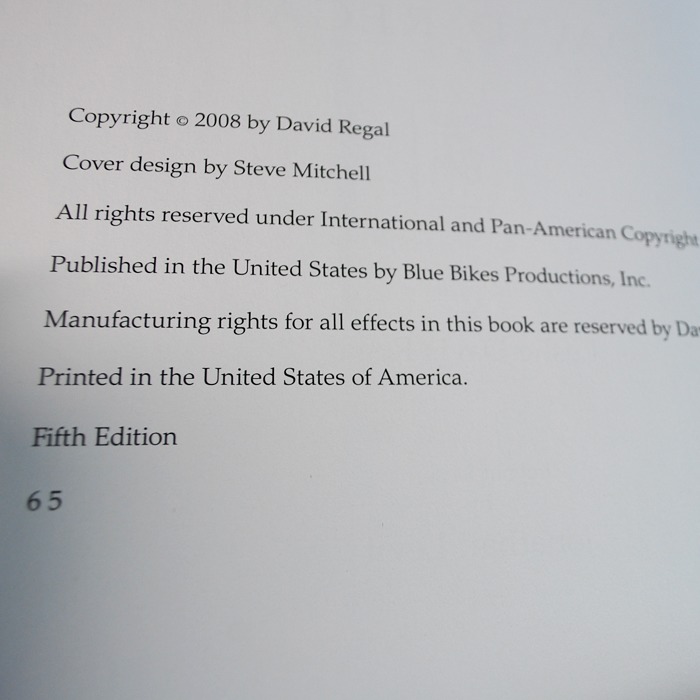 Copyright © 2008 by David Regal
Cover design by Steve Mitchell
All rights reserved under International and Pan-American Copyright
Published in the United States by Blue Bikes Productions, Inc.
Manufacturing rights for all effects in this book are reserved by Da
Printed in the United States of America.
Fifth Edition
6 5